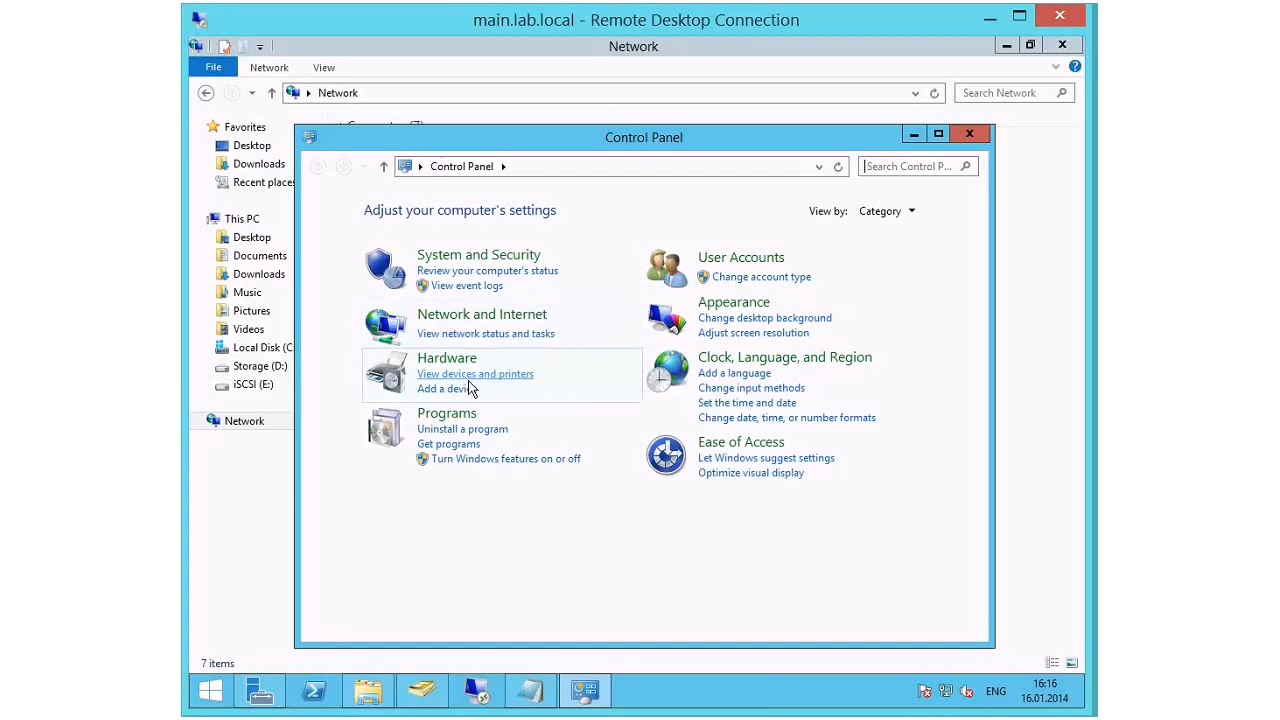 main.lab.local - Remote Desktop Connection
Network
File
Network
View
Network
Search Network
Favorites
Desktop
Downloads
Recent places
This PC
Desktop
Documents
Downloads
Music
Pictures
Videos
Local Disk (C:
Storage (D:)
iSCSI (E:)
Network
Control Panel
Control Panel
Search Control P...
Adjust your computer's settings
View by:
Category
System and Security
Review your computer's status
View event logs
Network and Internet
View network status and tasks
Hardware
View devices and printers
Add a
Programs
Uninstall a program
Get programs
Turn Windows features on or off
User Accounts
Change account type
Appearance
Change desktop background
Adjust screen resolution
Clock, Language, and Region
Add a language
Change input methods
Set the time and date
Change date, time, or number formats
Ease of Access
Let Windows suggest settings
Optimize visual display
7 items
ENG
16:16
16.01.2014